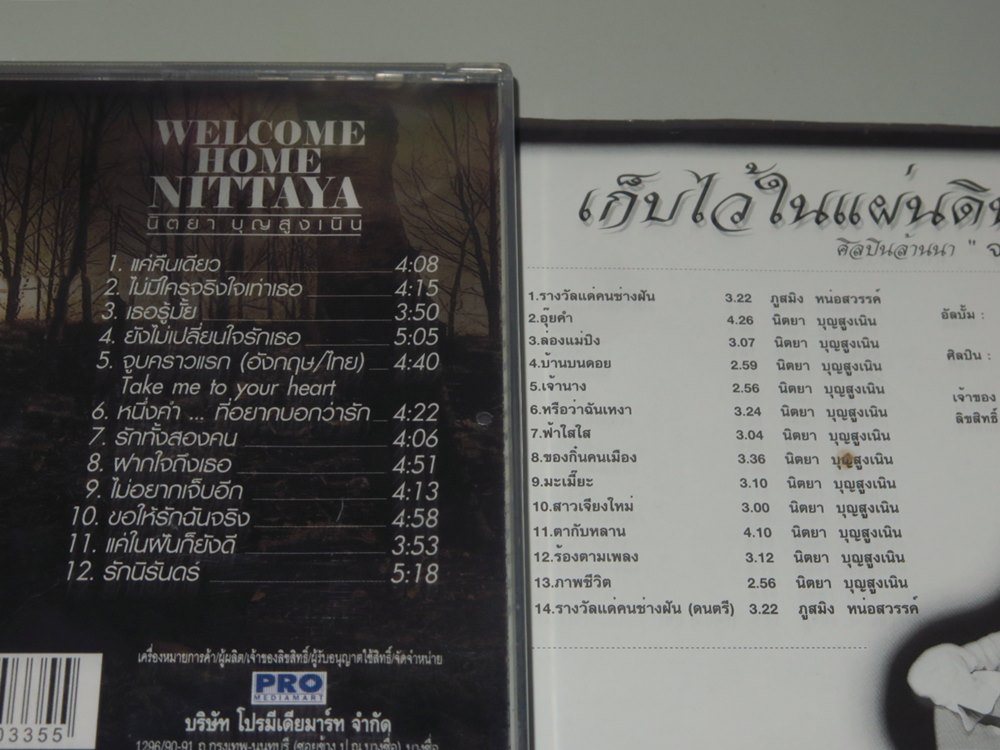 WELCOME
HOME
NITTAYA
นิตยา บุญสูงเนิน
1. แค่คืนเดียว 4:08
2. ไม่มีใครจริงใจเท่าเธอ 4:15
3. เธอรู้มั้ย 3:50
4. ยังไม่เปลี่ยนใจรักเธอ 5:05
5. จูบคราวแรก (อังกฤษ/ไทย) 4:40
Take me to your heart
6. หนึ่งคำ ... ที่อยากบอกว่ารัก 4:22
7. รักทั้งสองคน 4:06
8. ฝากใจถึงเธอ 4:51
9. ไม่อยากเจ็บอีก 4:13
10. ขอให้รักฉันจริง 4:58
11. แค่ในฝันก็ยังดี 3:53
12. รักนิรันดร์ 5:18
เครื่องหมายการค้า/ผู้ผลิต/เจ้าของลิขสิทธิ์/ผู้รับอนุญาตใช้สิทธิ์/จัดจำหน่าย
PRO
MEDIAMART
บริษัท โปรมีเดียมาร์ท จำกัด
1296/90-91 ถ.กรุงเทพ-นนทบุรี
03355
เก็บไว้ในแผ่นดิน
ศิลปินล้านนา " จ
1.รางวัลแด่คนช่างฝัน 3.22 ภูสมิง หน่อสวรรค์
2.อุ๊ยคำ 4.26 นิตยา บุญสูงเนิน
3.ล่องแม่ปิง 3.07 นิตยา บุญสูงเนิน
4.บ้านบนดอย 2.59 นิตยา บุญสูงเนิน
5.เจ้านาง 2.56 นิตยา บุญสูงเนิน
6.หรือว่าฉันเหงา 3.24 นิตยา บุญสูงเนิน
7.ฟ้าใสใส 3.04 นิตยา บุญสูงเนิน
8.ของกิ๋นคนเมือง 3.36 นิตยา บุญสูงเนิน
9.มะเมี๊ยะ 3.10 นิตยา บุญสูงเนิน
10.สาวเจียงใหม่ 3.00 นิตยา บุญสูงเนิน
11.ตากับหลาน 4.10 นิตยา บุญสูงเนิน
12.ร้องตามเพลง 3.12 นิตยา บุญสูงเนิน
13.ภาพชีวิต 2.56 นิตยา บุญสูงเนิน
14.รางวัลแด่คนช่างฝัน (ดนตรี) 3.22 ภูสมิง หน่อสวรรค์
อัลบั้ม :
ศิลปิน :
เจ้าของ
ลิขสิทธิ์